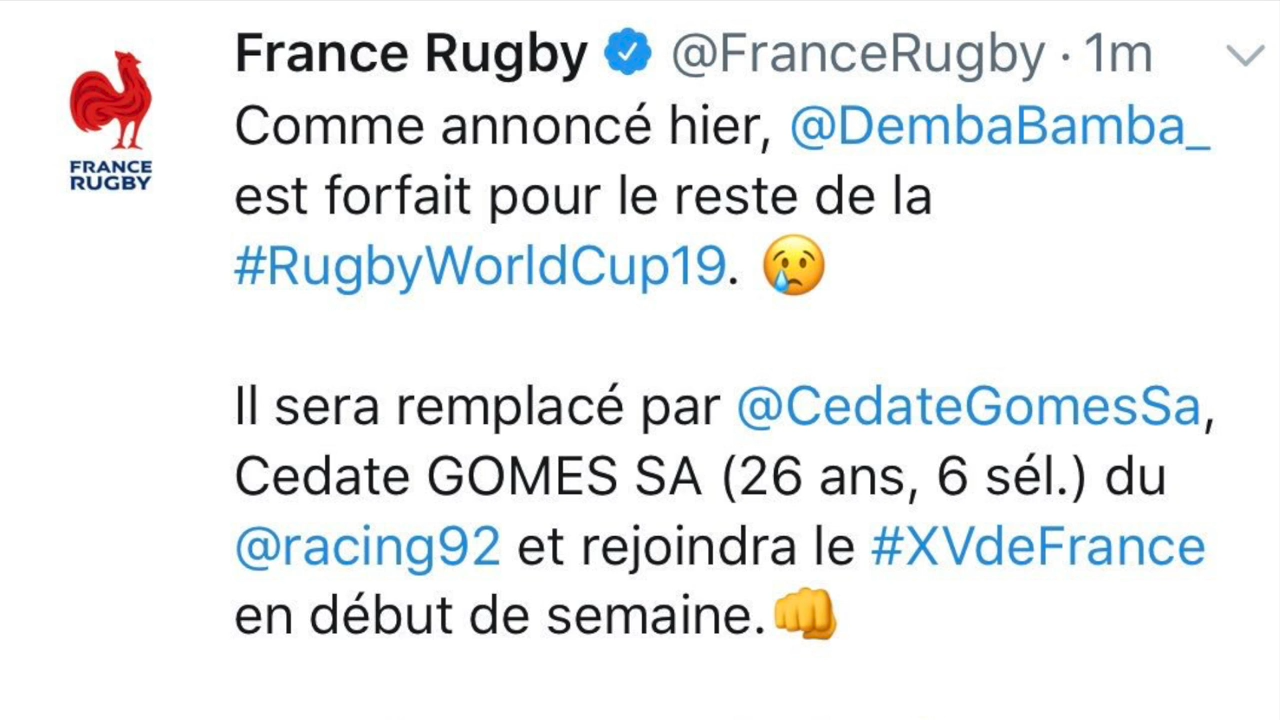 France Rugby @FranceRugby · 1m
FRANCE
RUGBY
Comme annoncé hier, @DembaBamba_
est forfait pour le reste de la
#RugbyWorldCup19. 😢
Il sera remplacé par @CedateGomesSa,
Cedate GOMES SA (26 ans, 6 sél.) du
@racing92 et rejoindra le #XVdeFrance
en début de semaine.👊